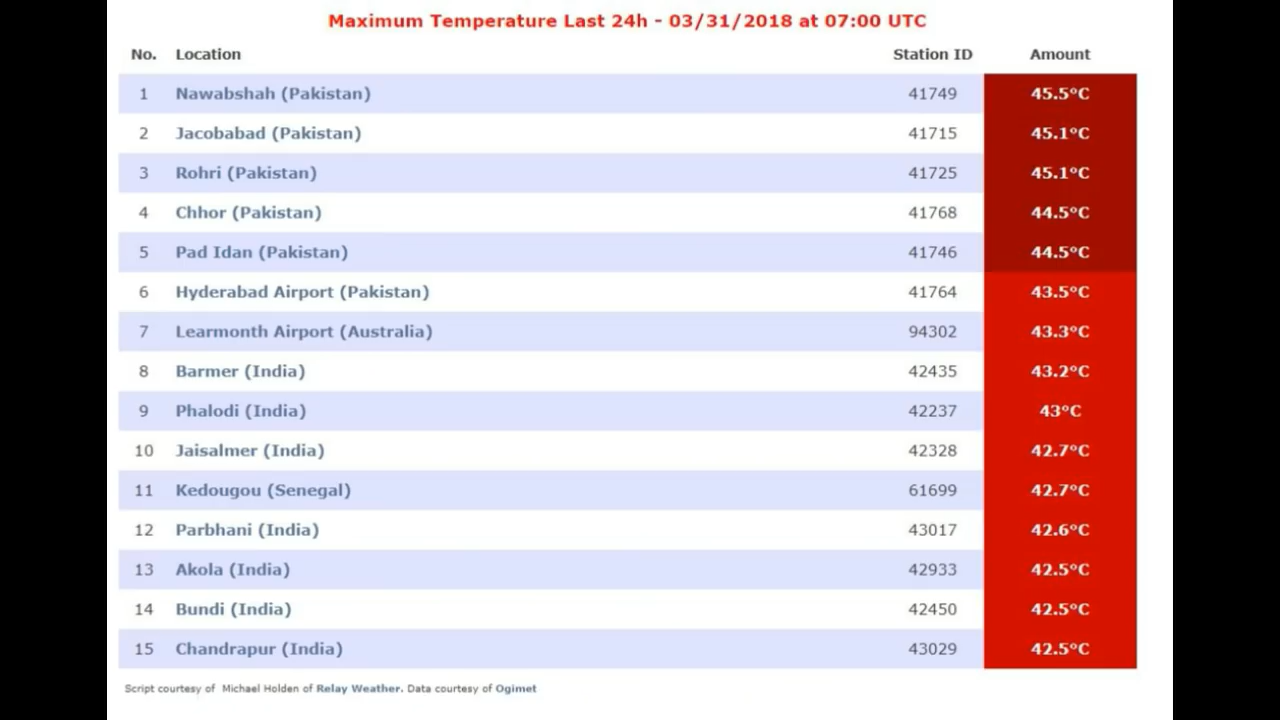 Maximum Temperature Last 24h - 03/31/2018 at 07:00 UTC
No. Location Station ID Amount
1 Nawabshah (Pakistan) 41749 45.5°C
2 Jacobabad (Pakistan) 41715 45.1°C
3 Rohri (Pakistan) 41725 45.1°C
4 Chhor (Pakistan) 41768 44.5°C
5 Pad Idan (Pakistan) 41746 44.5°C
6 Hyderabad Airport (Pakistan) 41764 43.5°C
7 Learmonth Airport (Australia) 94302 43.3°C
8 Barmer (India) 42435 43.2°C
9 Phalodi (India) 42237 43°C
10 Jaisalmer (India) 42328 42.7°C
11 Kedougou (Senegal) 61699 42.7°C
12 Parbhani (India) 43017 42.6°C
13 Akola (India) 42933 42.5°C
14 Bundi (India) 42450 42.5°C
15 Chandrapur (India) 43029 42.5°C
Script courtesy of Michael Holden of Relay Weather. Data courtesy of Ogimet